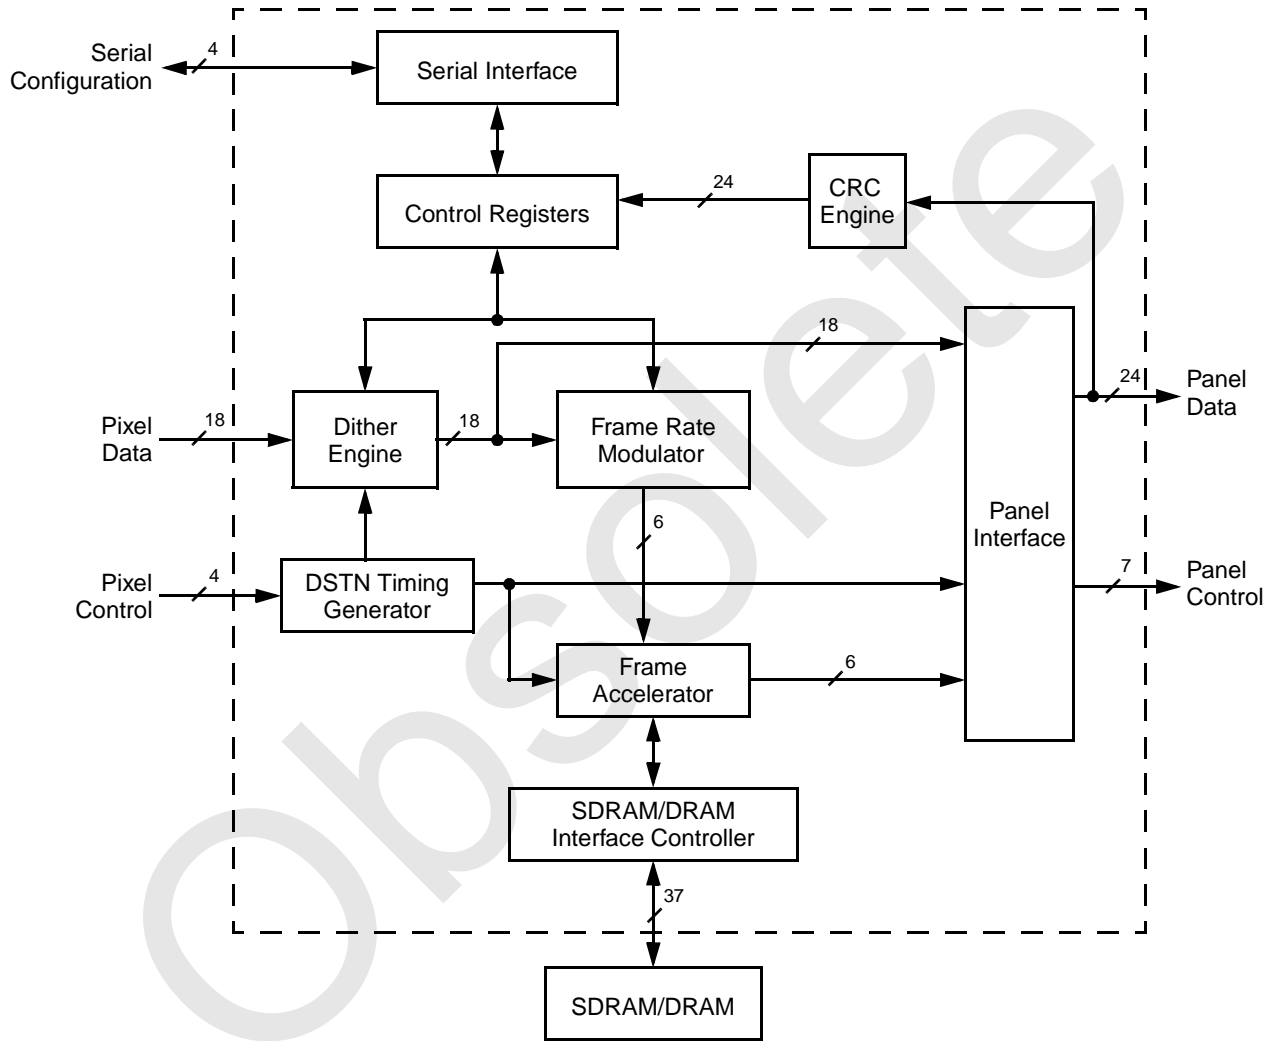 Serial
Configuration
4
Serial Interface
Control Registers
24
CRC
Engine
18
Pixel
Data
18
Dither
Engine
18
Frame Rate
Modulator
24
Panel
Data
6
Panel
Interface
Pixel
Control
4
DSTN Timing
Generator
7
Panel
Control
Frame
Accelerator
6
SDRAM/DRAM
Interface Controller
37
SDRAM/DRAM
Obsolete